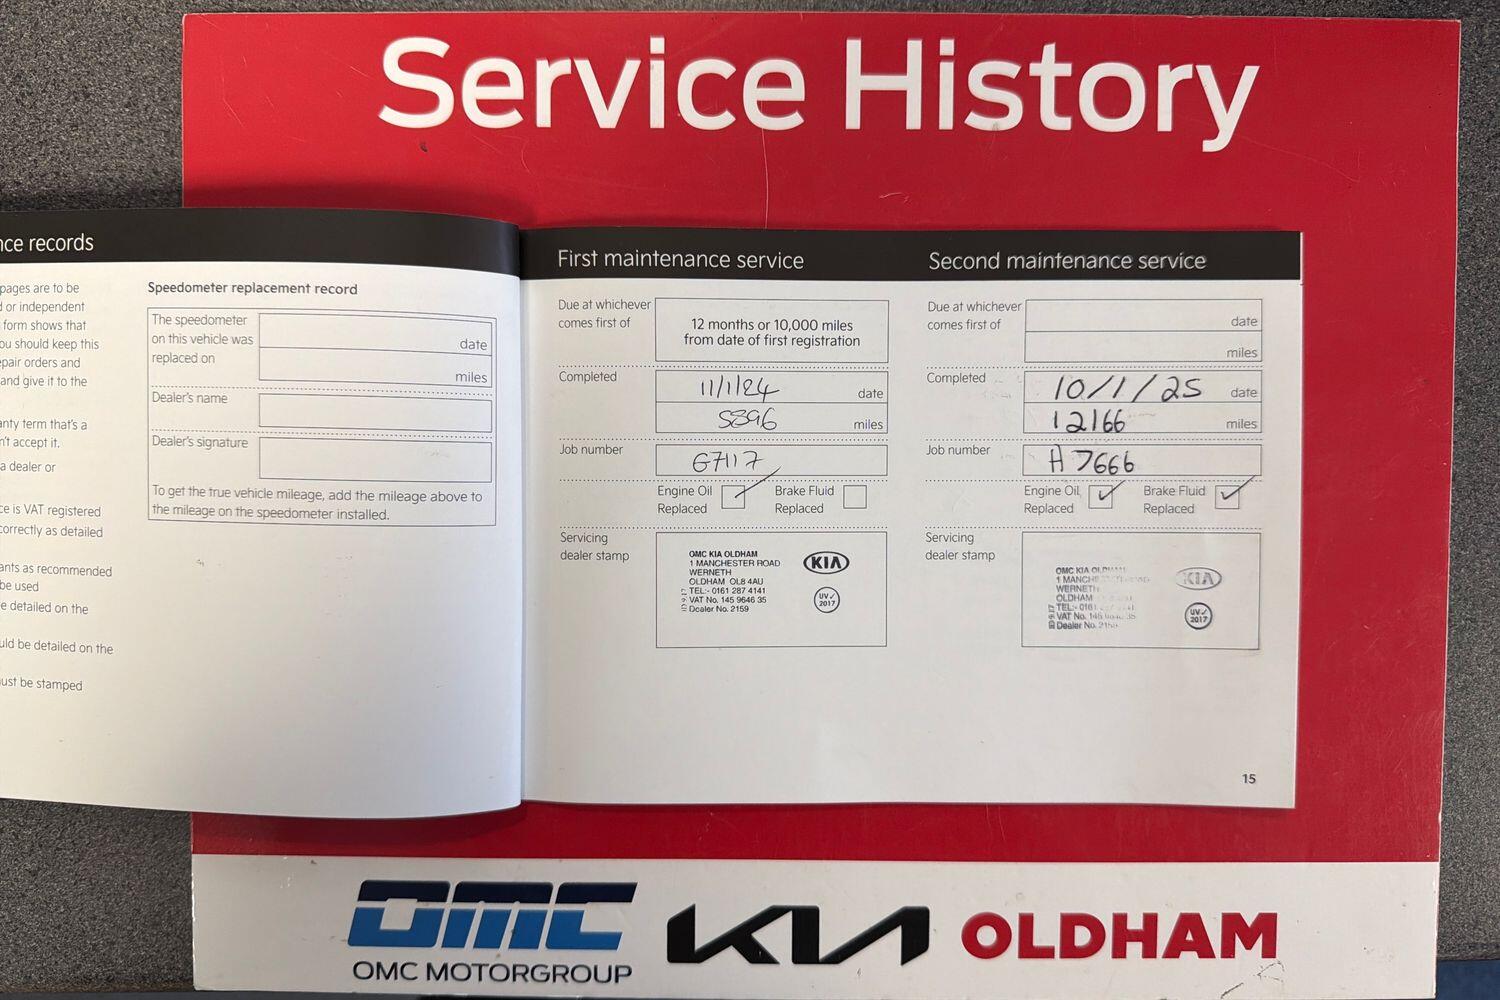 Service History
nce records
pages are to be
or independent
form shows that
ou should keep this
epair orders and
and give it to the
anty term that's a
n't accept it.
a dealer or
ce is VAT registered
correctly as detailed
ants as recommended
be used
e detailed on the
uld be detailed on the
ust be stamped
Speedometer replacement record
The speedometer
on this vehicle was
replaced on
date
miles
Dealer's name
Dealer's signature
To get the true vehicle mileage, add the mileage above to
the mileage on the speedometer installed.
First maintenance service
Due at whichever
comes first of
12 months or 10,000 miles
from date of first registration
Completed
11/1/24 date
5896 miles
Job number
G7117
Engine Oil
Replaced
Brake Fluid
Replaced
Servicing
dealer stamp
OMC KIA OLDHAM
1 MANCHESTER ROAD
WERNETH
OLDHAM OL8 4AU
TEL:- 0161 287 4141
VAT No. 145 9646 35
Dealer No. 2159
KIA
UV✓
2017
Second maintenance service
Due at whichever
comes first of
date
miles
Completed
10/1/25 date
12166 miles
Job number
A7666
Engine Oil
Replaced
Brake Fluid
Replaced
Servicing
dealer stamp
OMC KIA
1
WERNETH
OLDHAM
TEL:- 0161
VAT No. 145
Dealer No.
KIA
UV✓
2017
15
OMC
OMC MOTORGROUP
KIA
OLDHAM